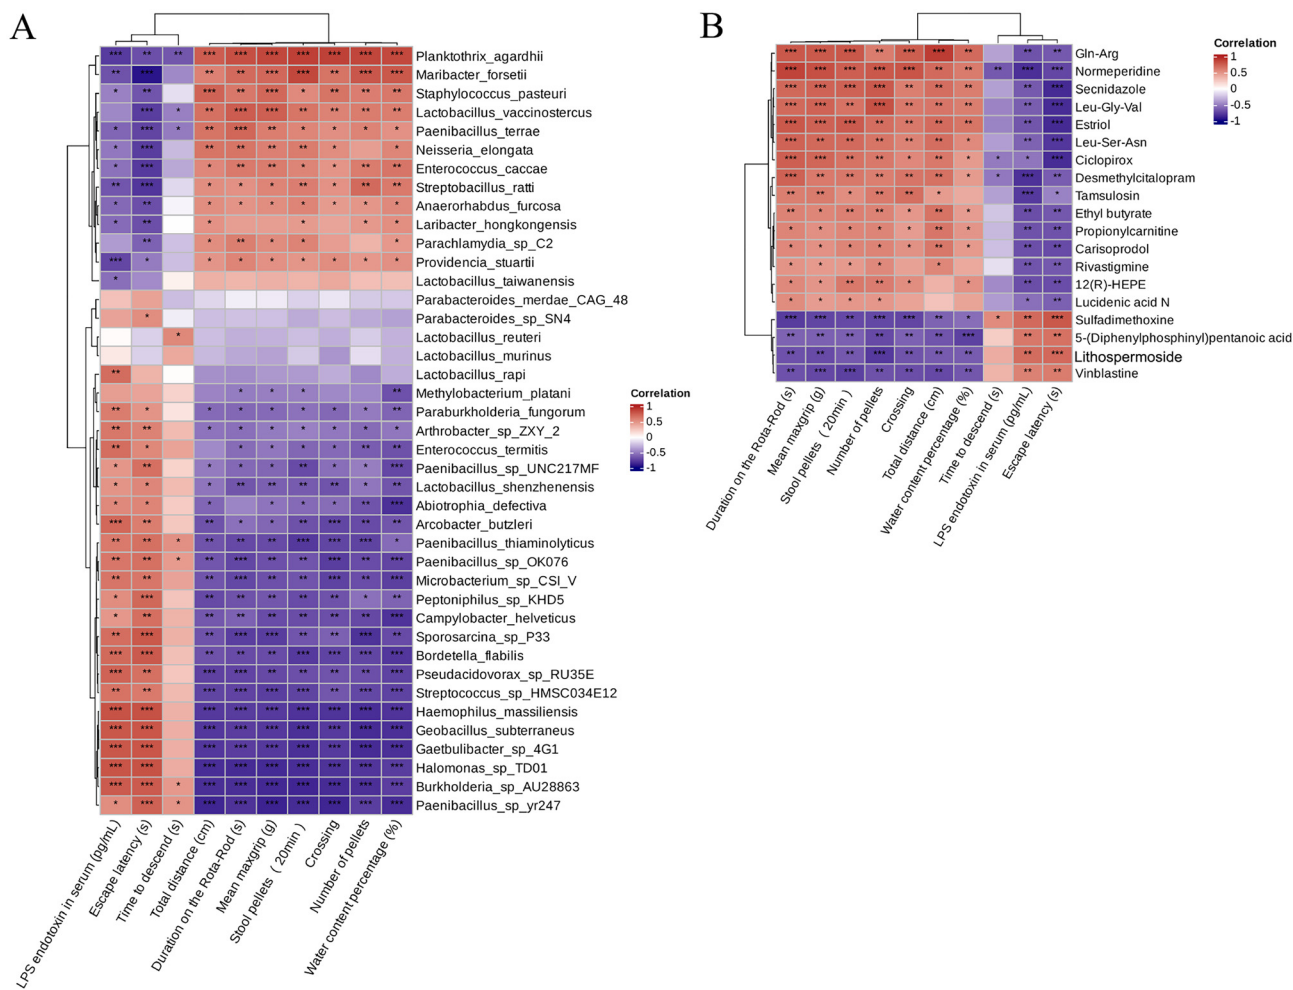 A
Planktothrix_agardhii
Maribacter_forsetii
Staphylococcus_pasteuri
Lactobacillus_vaccinostercus
Paenibacillus_terrae
Neisseria_elongata
Enterococcus_caccae
Streptobacillus_ratti
Anaerorhabdus_furcosa
Laribacter_hongkongensis
Parachlamydia_sp_C2
Providencia_stuartii
Lactobacillus_taiwanensis
Parabacteroides_merdae_CAG_48
Parabacteroides_sp_SN4
Lactobacillus_reuteri
Lactobacillus_murinus
Lactobacillus_rapi
Methylobacterium_platani
Paraburkholderia_fungorum
Arthrobacter_sp_ZXY_2
Enterococcus_termitis
Paenibacillus_sp_UNC217MF
Lactobacillus_shenzhenensis
Abiotrophia_defectiva
Arcobacter_butzleri
Paenibacillus_thiaminolyticus
Paenibacillus_sp_OK076
Microbacterium_sp_CSI_V
Peptoniphilus_sp_KHD5
Campylobacter_helveticus
Sporosarcina_sp_P33
Bordetella_flabilis
Pseudacidovorax_sp_RU35E
Streptococcus_sp_HMSC034E12
Haemophilus_massiliensis
Geobacillus_subterraneus
Gaetbulibacter_sp_4G1
Halomonas_sp_TD01
Burkholderia_sp_AU28863
Paenibacillus_sp_yr247
LPS endotoxin in serum (pg/mL)
Escape latency (s)
Time to descend (s)
Total distance (cm)
Duration on the Rota-Rod (s)
Mean maxgrip (g)
Stool pellets ( 20min )
Crossing
Number of pellets
Water content percentage (%)
Correlation
1
0.5
0
-0.5
-1
B
Gln-Arg
Normeperidine
Secnidazole
Leu-Gly-Val
Estriol
Leu-Ser-Asn
Ciclopirox
Desmethylcitalopram
Tamsulosin
Ethyl butyrate
Propionylcarnitine
Carisoprodol
Rivastigmine
12(R)-HEPE
Lucidenic acid N
Sulfadimethoxine
5-(Diphenylphosphinyl)pentanoic acid
Lithospermoside
Vinblastine
Duration on the Rota-Rod (s)
Mean maxgrip (g)
Stool pellets ( 20min )
Number of pellets
Crossing
Total distance (cm)
Water content percentage (%)
Time to descend (s)
LPS endotoxin in serum (pg/mL)
Escape latency (s)
Correlation
1
0.5
0
-0.5
-1